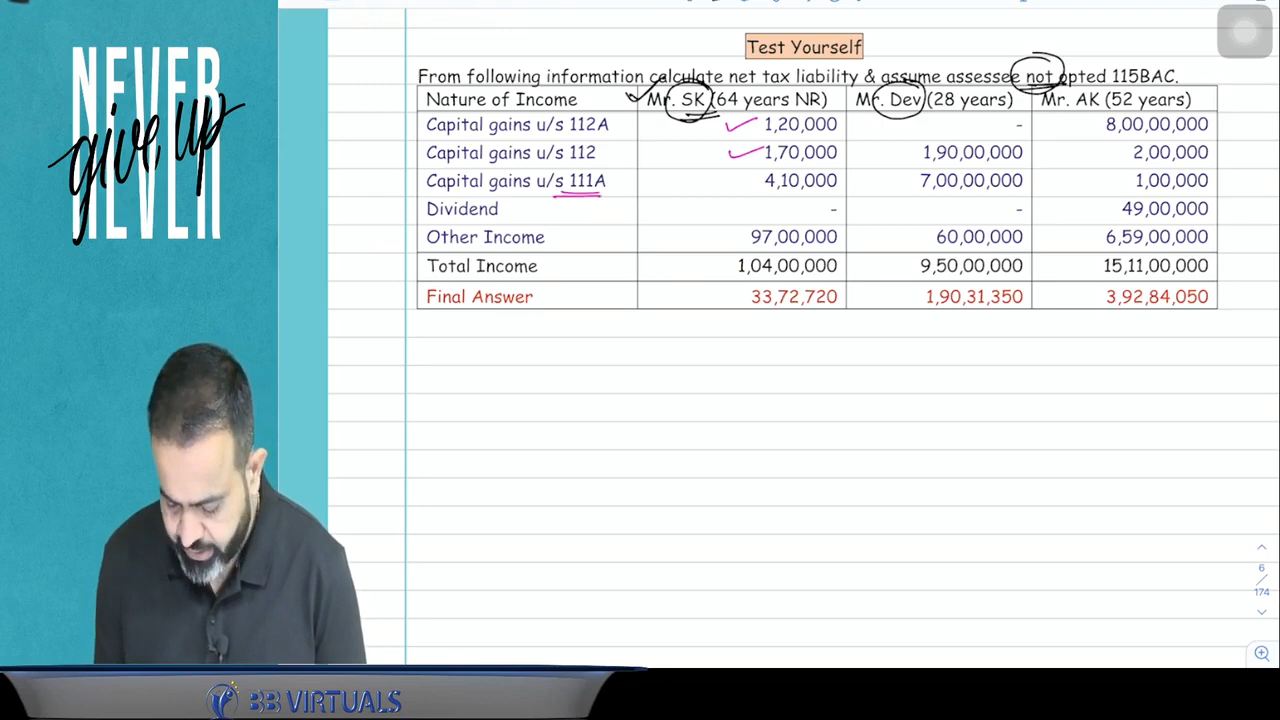 NEVER
give up
NEVER
Test Yourself
From following information calculate net tax liability & assume assessee not opted 115BAC.
Nature of Income Mr. SK (64 years NR) Mr. Dev (28 years) Mr. AK (52 years)
Capital gains u/s 112A 1,20,000 - 8,00,00,000
Capital gains u/s 112 1,70,000 1,90,00,000 2,00,000
Capital gains u/s 111A 4,10,000 7,00,00,000 1,00,000
Dividend - - 49,00,000
Other Income 97,00,000 60,00,000 6,59,00,000
Total Income 1,04,00,000 9,50,00,000 15,11,00,000
Final Answer 33,72,720 1,90,31,350 3,92,84,050
6
174
BB VIRTUALS